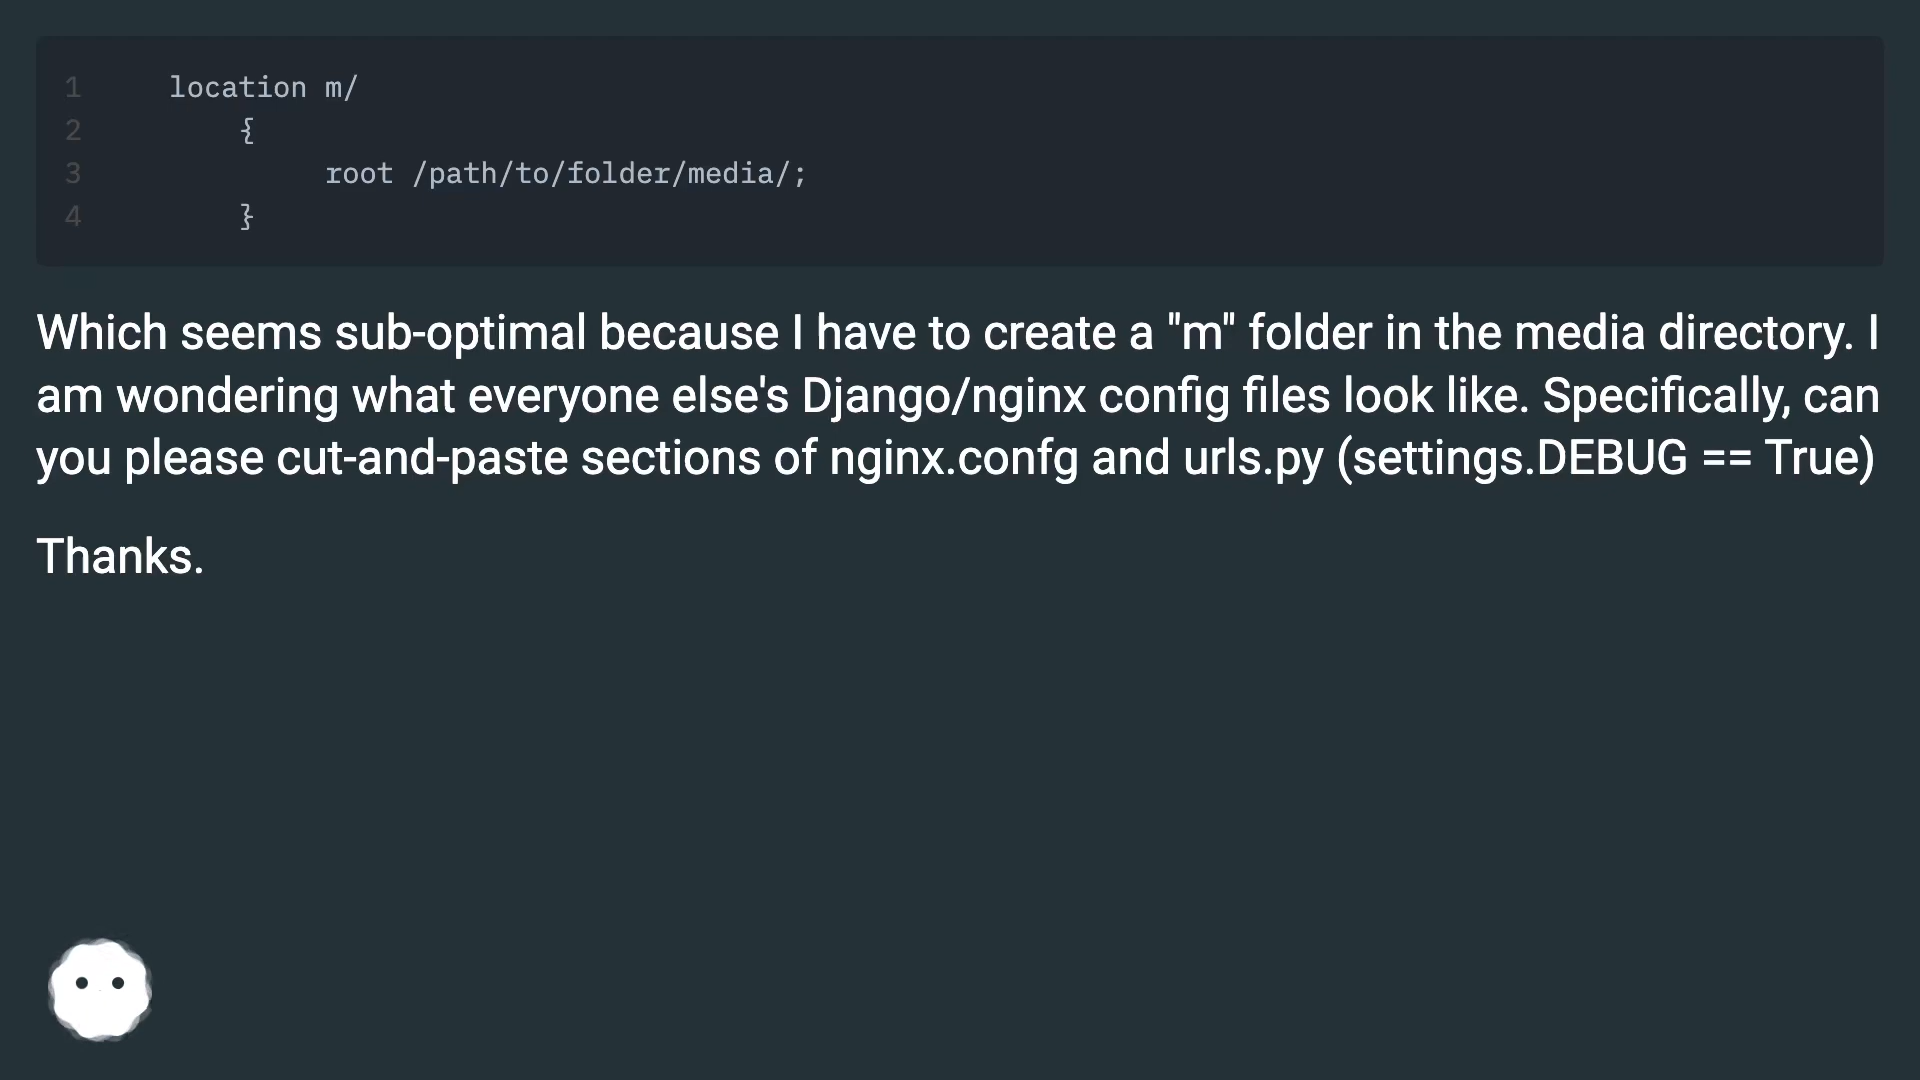 1 location m/
2 {
3 root /path/to/folder/media/;
4 }
Which seems sub-optimal because I have to create a "m" folder in the media directory. I
am wondering what everyone else's Django/nginx config files look like. Specifically, can
you please cut-and-paste sections of nginx.confg and urls.py (settings.DEBUG == True)
Thanks.